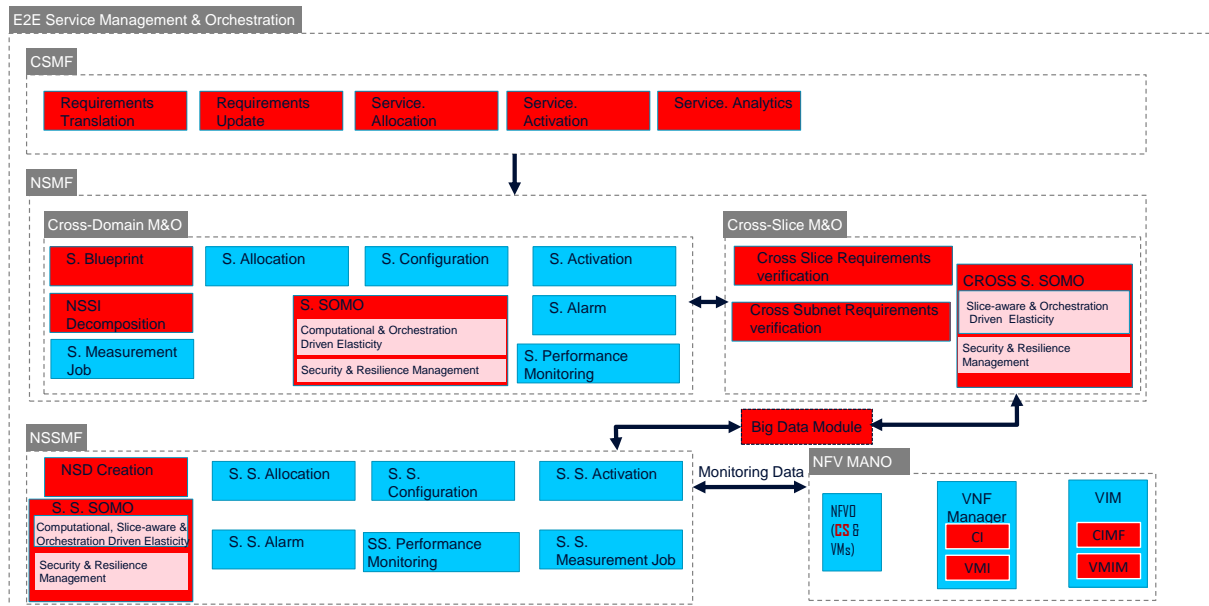 E2E Service Management & Orchestration
CSMF
Requirements
Translation
Requirements
Update
Service.
Allocation
Service.
Activation
Service. Analytics
NSMF
Cross-Domain M&O
S. Blueprint
S. Allocation
S. Configuration
S. Activation
NSSI
Decomposition
S. SOMO
Computational & Orchestration
Driven Elasticity
Security & Resilience Management
S. Alarm
S. Measurement
Job
S. Performance
Monitoring
Cross-Slice M&O
Cross Slice Requirements
verification
Cross Subnet Requirements
verification
CROSS S. SOMO
Slice-aware & Orchestration
Driven Elasticity
Security & Resilience
Management
Big Data Module
NSSMF
NSD Creation
S. S. Allocation
S. S.
Configuration
S. S. Activation
S. S. SOMO
Computational, Slice-aware &
Orchestration Driven Elasticity
Security & Resilience
Management
S. S. Alarm
SS. Performance
Monitoring
S. S.
Measurement Job
Monitoring Data
NFV MANO
NFVO
(CS &
VMs)
VNF
Manager
CI
VMI
VIM
CIMF
VMIM